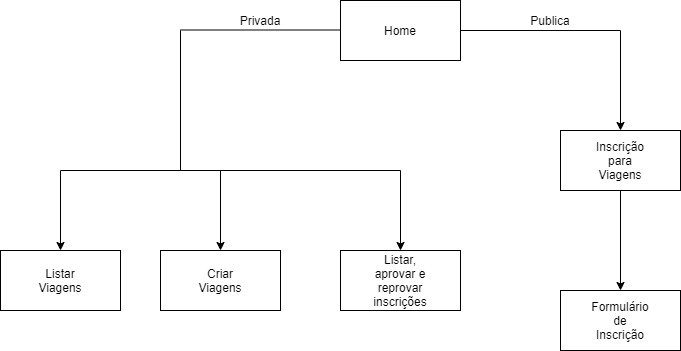 Privada
Home
Publica
Inscrição
para
Viagens
Listar
Viagens
Criar
Viagens
Listar,
aprovar e
reprovar
inscrições
Formulário
de
Inscrição